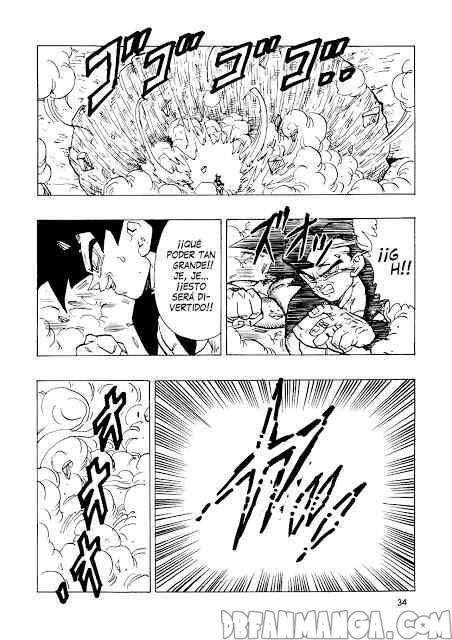 ゴゴゴゴ!!
¡¡QUÉ
PODER TAN
GRANDE!!
JE, JE...
¡¡ESTO
SERÁ DI-
VERTIDO!!
ズオッ
¡¡G
H!!
オオオ
34
DBFANMANGA.COM